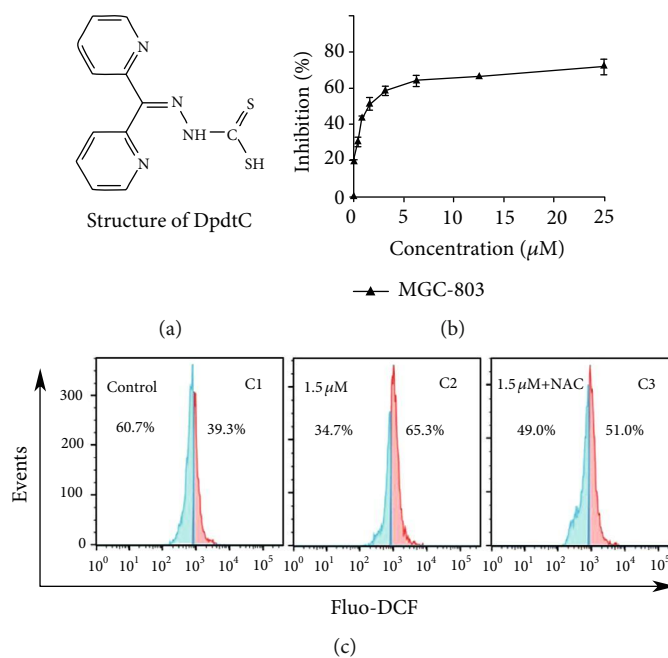 N
N
NH
C
S
SH
N
Structure of DpdtC
(a)
Inhibition (%)
80
60
40
20
0
0 5 10 15 20 25
Concentration (µM)
MGC-803
(b)
Events
300
200
100
0
Control C1
60.7% 39.3%
10⁰ 10¹ 10² 10³ 10⁴ 10⁵
1.5 µM C2
34.7% 65.3%
10⁰ 10¹ 10² 10³ 10⁴ 10⁵
1.5 µM+NAC C3
49.0% 51.0%
10⁰ 10¹ 10² 10³ 10⁴ 10⁵
Fluo-DCF
(c)